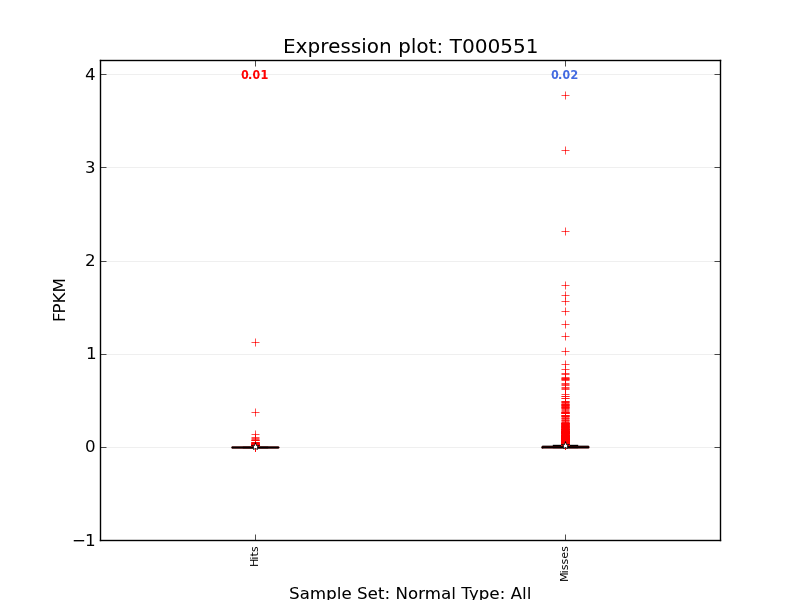 Expression plot: T000551
0.01
0.02
4
3
2
1
0
−1
FPKM
Hits
Misses
Sample Set: Normal Type: All